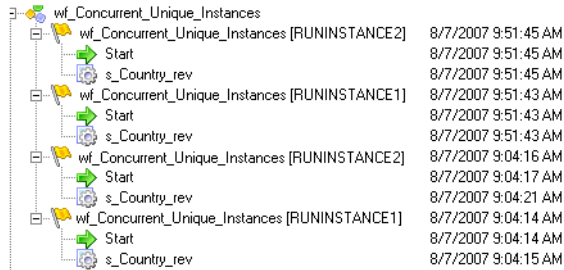 wf_Concurrent_Unique_Instances
wf_Concurrent_Unique_Instances [RUNINSTANCE2] 8/7/2007 9:51:45 AM
Start 8/7/2007 9:51:45 AM
s_Country_rev 8/7/2007 9:51:45 AM
wf_Concurrent_Unique_Instances [RUNINSTANCE1] 8/7/2007 9:51:43 AM
Start 8/7/2007 9:51:43 AM
s_Country_rev 8/7/2007 9:51:43 AM
wf_Concurrent_Unique_Instances [RUNINSTANCE2] 8/7/2007 9:04:16 AM
Start 8/7/2007 9:04:17 AM
s_Country_rev 8/7/2007 9:04:21 AM
wf_Concurrent_Unique_Instances [RUNINSTANCE1] 8/7/2007 9:04:14 AM
Start 8/7/2007 9:04:14 AM
s_Country_rev 8/7/2007 9:04:15 AM